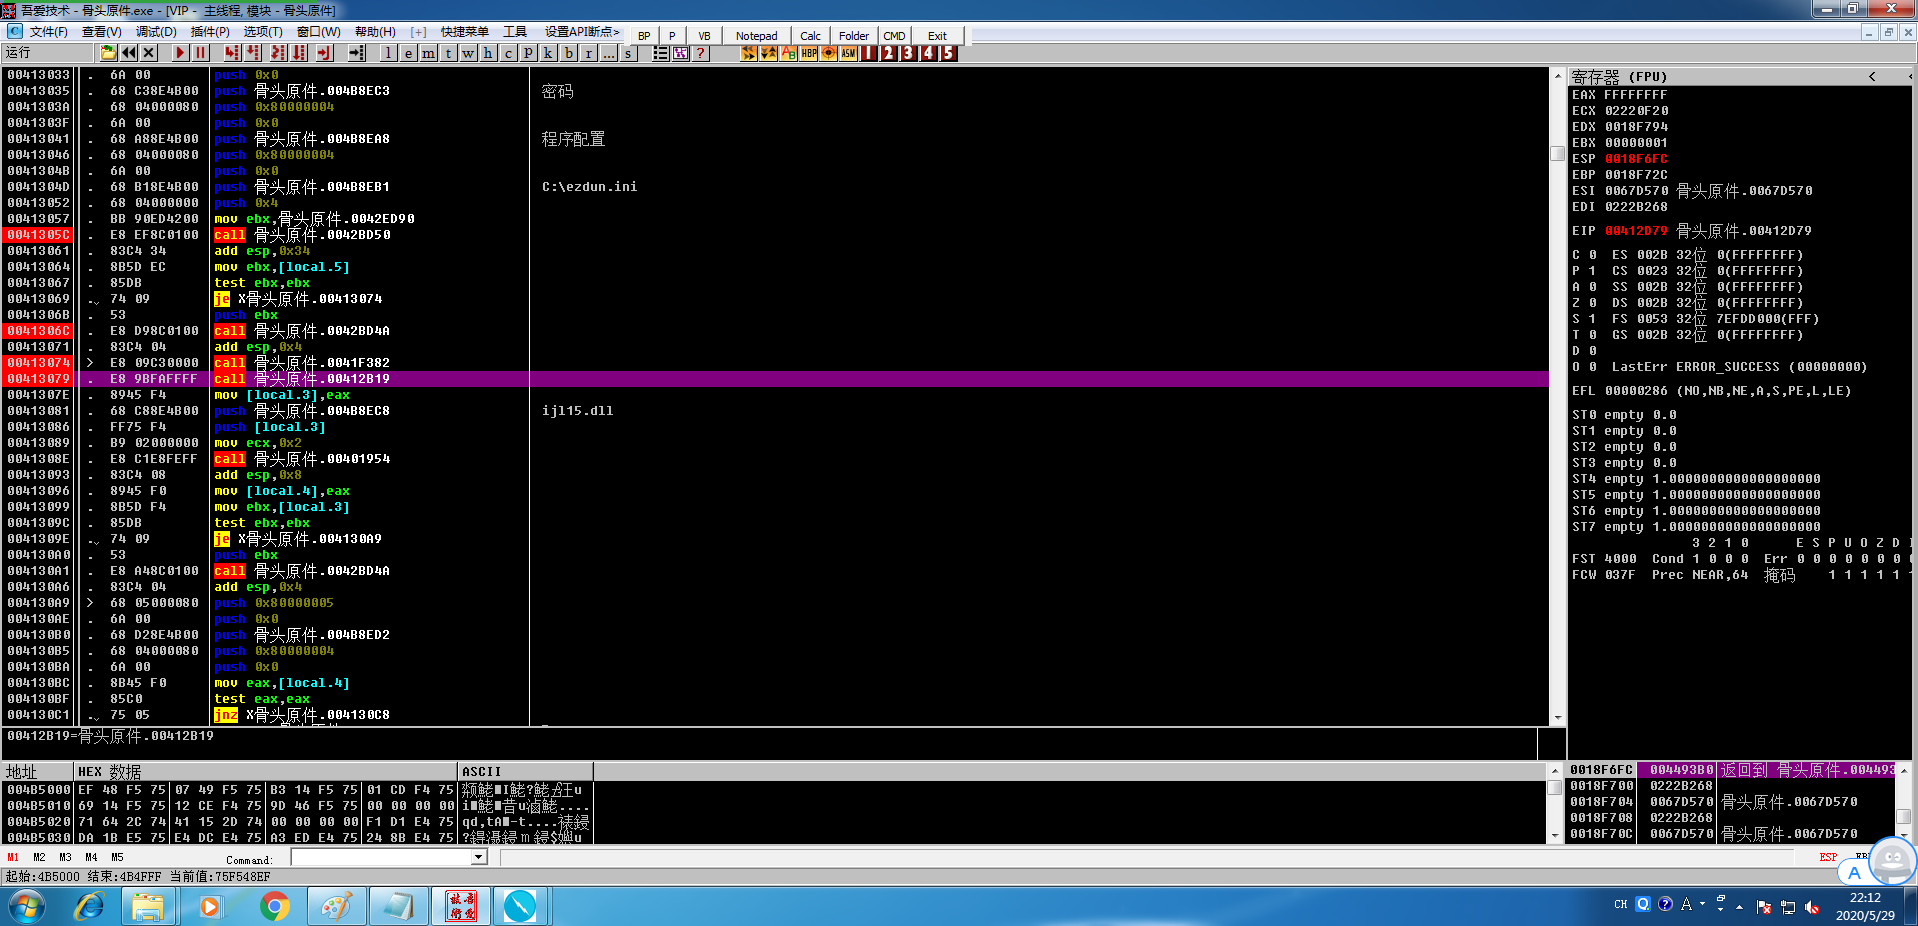 吾爱技术 - 骨头原件.exe - [VIP - 主线程, 模块 - 骨头原件]
文件(F) 查看(V) 调试(D) 插件(P) 选项(T) 窗口(W) 帮助(H) [+] 快捷菜单 工具 设置API断点> BP P VB Notepad Calc Folder CMD Exit
运行 l e m t w h c p k b r ... s ? HBP ASM 1 2 3 4 5
00413033 . 6A 00 push 0x0
00413035 . 68 C38E4B00 push 骨头原件.004B8EC3 密码
0041303A . 68 04000080 push 0x80000004
0041303F . 6A 00 push 0x0
00413041 . 68 A88E4B00 push 骨头原件.004B8EA8 程序配置
00413046 . 68 04000080 push 0x80000004
0041304B . 6A 00 push 0x0
0041304D . 68 B18E4B00 push 骨头原件.004B8EB1 C:\ezdun.ini
00413052 . 68 04000000 push 0x4
00413057 . BB 90ED4200 mov ebx,骨头原件.0042ED90
0041305C . E8 EF8C0100 call 骨头原件.0042BD50
00413061 . 83C4 34 add esp,0x34
00413064 . 8B5D EC mov ebx,[local.5]
00413067 . 85DB test ebx,ebx
00413069 . 74 09 je X骨头原件.00413074
0041306B . 53 push ebx
0041306C . E8 D98C0100 call 骨头原件.0042BD4A
00413071 . 83C4 04 add esp,0x4
00413074 > E8 09C30000 call 骨头原件.0041F382
00413079 . E8 9BFAFFFF call 骨头原件.00412B19
0041307E . 8945 F4 mov [local.3],eax
00413081 . 68 C88E4B00 push 骨头原件.004B8EC8 ijl15.dll
00413086 . FF75 F4 push [local.3]
00413089 . B9 02000000 mov ecx,0x2
0041308E . E8 C1E8FEFF call 骨头原件.00401954
00413093 . 83C4 08 add esp,0x8
00413096 . 8945 F0 mov [local.4],eax
00413099 . 8B5D F4 mov ebx,[local.3]
0041309C . 85DB test ebx,ebx
0041309E . 74 09 je X骨头原件.004130A9
004130A0 . 53 push ebx
004130A1 . E8 A48C0100 call 骨头原件.0042BD4A
004130A6 . 83C4 04 add esp,0x4
004130A9 > 68 05000080 push 0x80000005
004130AE . 6A 00 push 0x0
004130B0 . 68 D28E4B00 push 骨头原件.004B8ED2
004130B5 . 68 04000080 push 0x80000004
004130BA . 6A 00 push 0x0
004130BC . 8B45 F0 mov eax,[local.4]
004130BF . 85C0 test eax,eax
004130C1 . 75 05 jnz X骨头原件.004130C8
00412B19=骨头原件.00412B19
寄存器 (FPU) < <
EAX FFFFFFFF
ECX 02220F20
EDX 0018F794
EBX 00000001
ESP 0018F6FC
EBP 0018F72C
ESI 0067D570 骨头原件.0067D570
EDI 0222B268
EIP 00412D79 骨头原件.00412D79
C 0 ES 002B 32位 0(FFFFFFFF)
P 1 CS 0023 32位 0(FFFFFFFF)
A 0 SS 002B 32位 0(FFFFFFFF)
Z 0 DS 002B 32位 0(FFFFFFFF)
S 1 FS 0053 32位 7EFDD000(FFF)
T 0 GS 002B 32位 0(FFFFFFFF)
D 0
O 0 LastErr ERROR_SUCCESS (00000000)
EFL 00000286 (NO,NB,NE,A,S,PE,L,LE)
ST0 empty 0.0
ST1 empty 0.0
ST2 empty 0.0
ST3 empty 0.0
ST4 empty 1.0000000000000000000
ST5 empty 1.0000000000000000000
ST6 empty 1.0000000000000000000
ST7 empty 1.0000000000000000000
3 2 1 0 E S P U O Z D I
FST 4000 Cond 1 0 0 0 Err 0 0 0 0 0 0 0 0
FCW 037F Prec NEAR,64 掩码 1 1 1 1 1 1
地址 HEX 数据 ASCII
004B5000 EF 48 F5 75 07 49 F5 75 B3 14 F5 75 01 CD F4 75
004B5010 69 14 F5 75 12 CE F4 75 9D 46 F5 75 00 00 00 00
004B5020 71 64 2C 74 41 15 2D 74 00 00 00 00 F1 D1 E4 75
004B5030 DA 1B E5 75 E4 DC E4 75 A3 ED E4 75 24 8B E4 75
0018F6FC 004493B0 返回到 骨头原件.004493
0018F700 0222B268
0018F704 0067D570 骨头原件.0067D570
0018F708 0222B268
0018F70C 0067D570 骨头原件.0067D570
M1 M2 M3 M4 M5 Command: ESP
起始:4B5000 结束:4B4FFF 当前值:75F548EF
A
CH A 22:12
2020/5/29